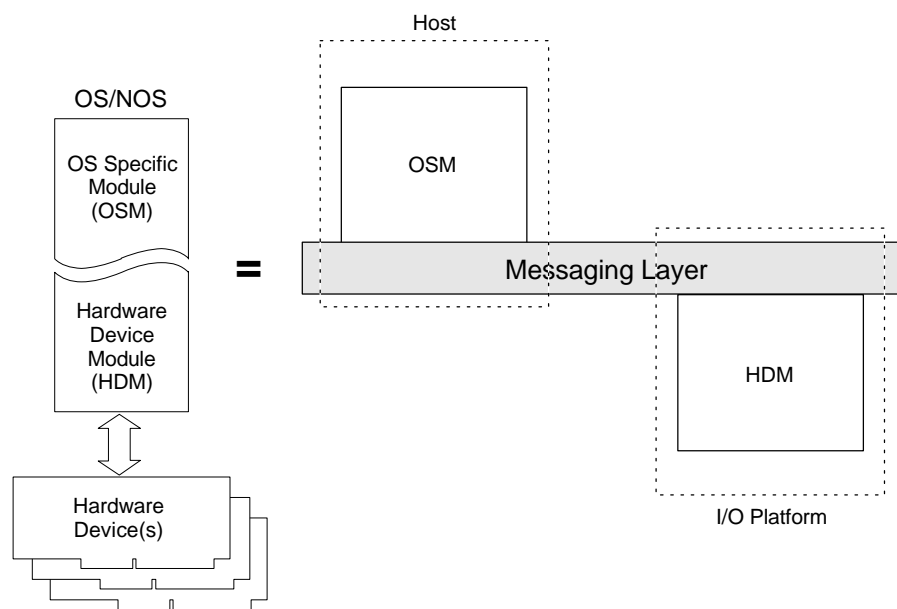 Host
OS/NOS
OS Specific
Module
(OSM)
OSM
=
Messaging Layer
Hardware
Device
Module
(HDM)
HDM
Hardware
Device(s)
I/O Platform